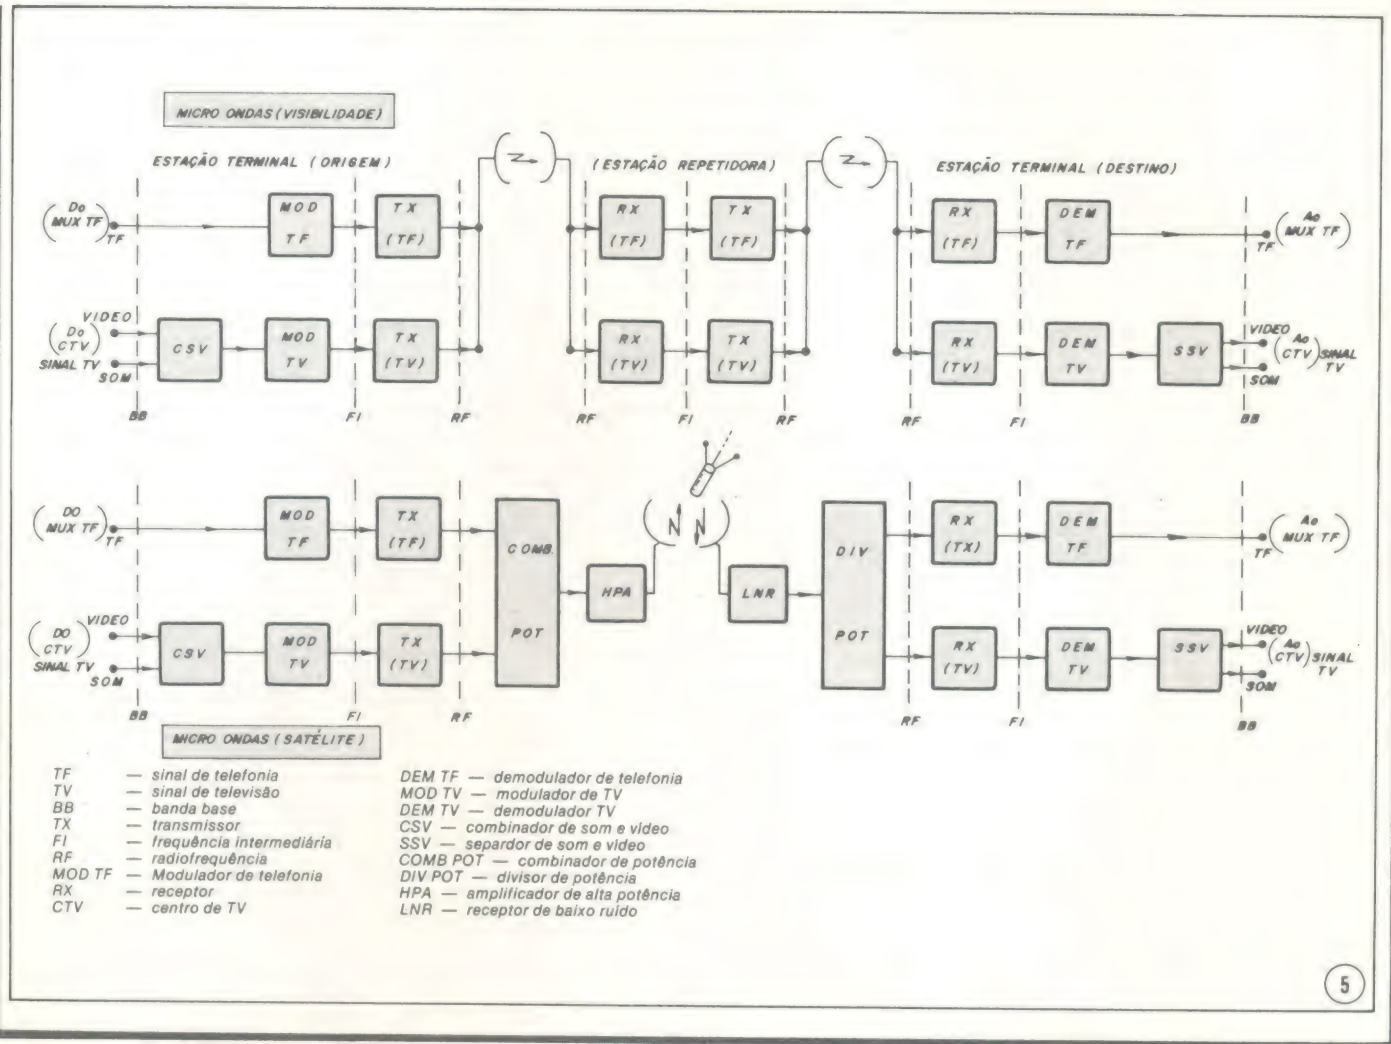 MICRO ONDAS (VISIBILIDADE)
ESTAÇÃO TERMINAL (ORIGEM)
(ESTAÇÃO REPETIDORA)
ESTAÇÃO TERMINAL (DESTINO)
(Do
MUX TF)
TF
MOD
TF
TX
(TF)
RX
(TF)
TX
(TF)
RX
(TF)
DEM
TF
TF
(Ao
MUX TF)
VIDEO
(Do
CTV)
SINAL TV
SOM
CSV
MOD
TV
TX
(TV)
RX
(TV)
TX
(TV)
RX
(TV)
DEM
TV
SSV
VIDEO
(Ao
CTV) SINAL
TV
SOM
BB
FI
RF
RF
FI
RF
RF
FI
BB
(DO
MUX TF)
TF
MOD
TF
TX
(TF)
COMB.
POT
HPA
LNR
DIV
POT
RX
(TX)
DEM
TF
TF
(Ao
MUX TF)
VIDEO
(DO
CTV)
SINAL TV
SOM
CSV
MOD
TV
TX
(TV)
RX
(TV)
DEM
TV
SSV
VIDEO
(Ao
CTV) SINAL
TV
SOM
BB
FI
RF
RF
FI
BB
MICRO ONDAS (SATÉLITE)
TF — sinal de telefonia
TV — sinal de televisão
BB — banda base
TX — transmissor
FI — frequência intermediária
RF — radiofrequência
MOD TF — Modulador de telefonia
RX — receptor
CTV — centro de TV
DEM TF — demodulador de telefonia
MOD TV — modulador de TV
DEM TV — demodulador TV
CSV — combinador de som e vídeo
SSV — separdor de som e vídeo
COMB POT — combinador de potência
DIV POT — divisor de potência
HPA — amplificador de alta potência
LNR — receptor de baixo ruído
5